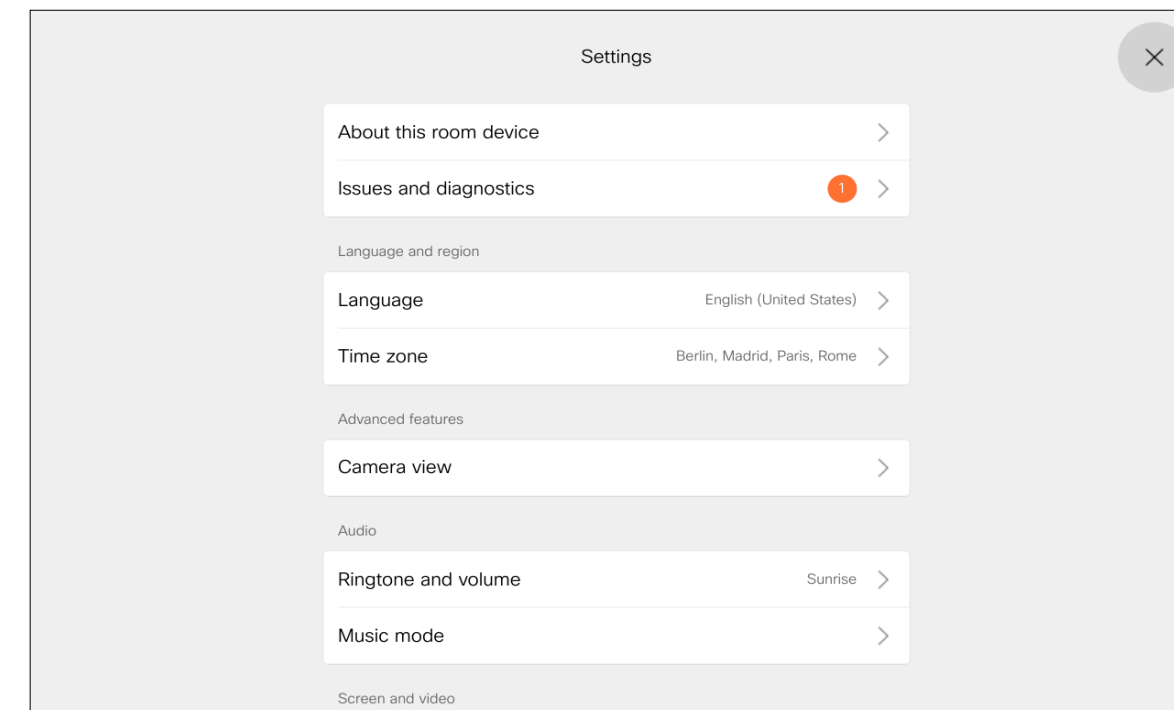 Settings
About this room device
Issues and diagnostics 1
Language and region
Language English (United States)
Time zone Berlin, Madrid, Paris, Rome
Advanced features
Camera view
Audio
Ringtone and volume Sunrise
Music mode
Screen and video